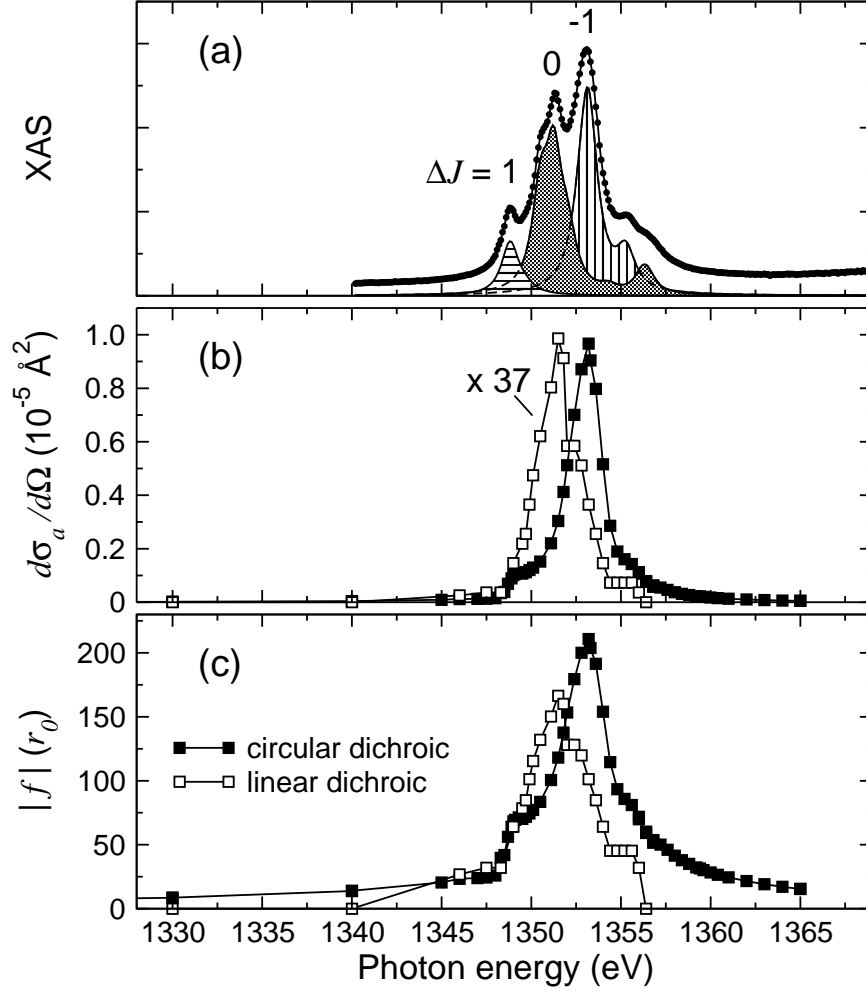 (a)
-1
0
ΔJ = 1
XAS
(b)
x 37
1.0
0.8
0.6
0.4
0.2
0
dσₐ/dΩ (10⁻⁵ Å²)
(c)
200
150
100
50
0
|f| (r₀)
circular dichroic
linear dichroic
1330 1335 1340 1345 1350 1355 1360 1365
Photon energy (eV)